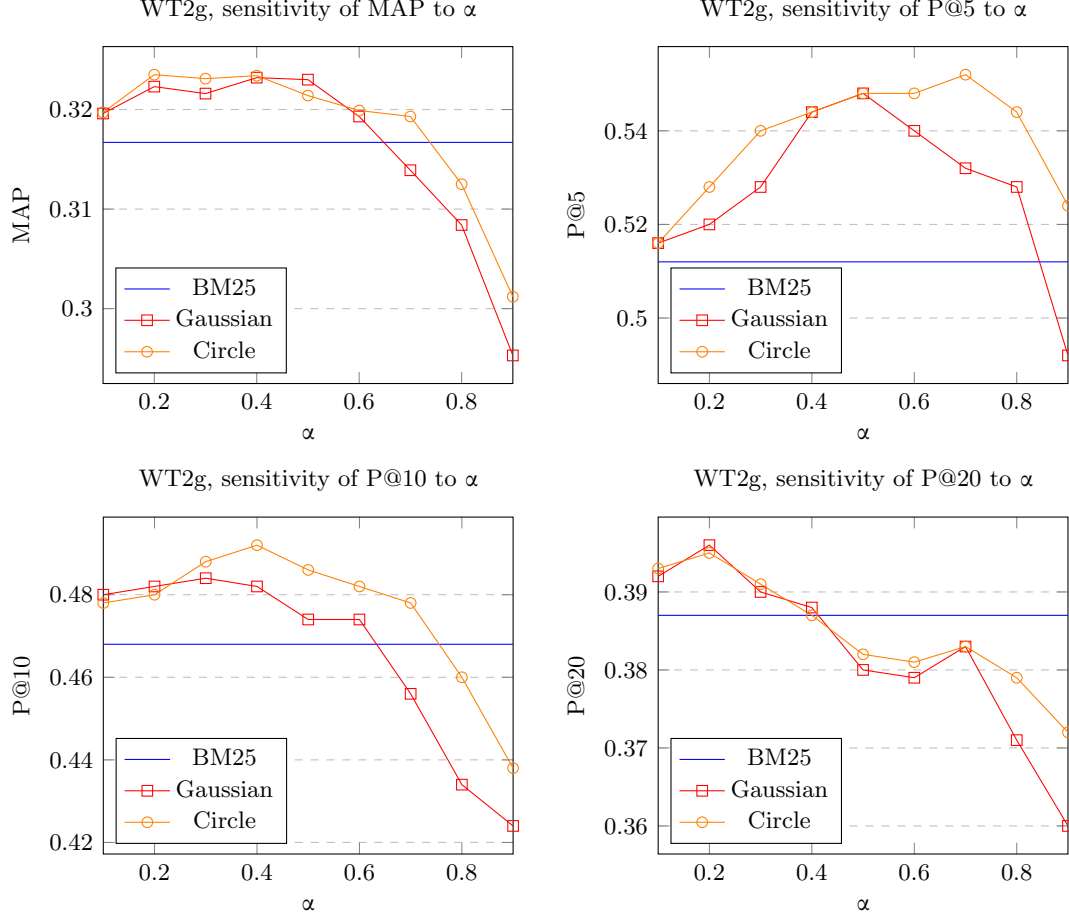 WT2g, sensitivity of MAP to α
0.32
0.31
0.3
MAP
BM25
Gaussian
Circle
0.2 0.4 0.6 0.8
α
WT2g, sensitivity of P@5 to α
0.54
0.52
0.5
P@5
BM25
Gaussian
Circle
0.2 0.4 0.6 0.8
α
WT2g, sensitivity of P@10 to α
0.48
0.46
0.44
0.42
P@10
BM25
Gaussian
Circle
0.2 0.4 0.6 0.8
α
WT2g, sensitivity of P@20 to α
0.39
0.38
0.37
0.36
P@20
BM25
Gaussian
Circle
0.2 0.4 0.6 0.8
α